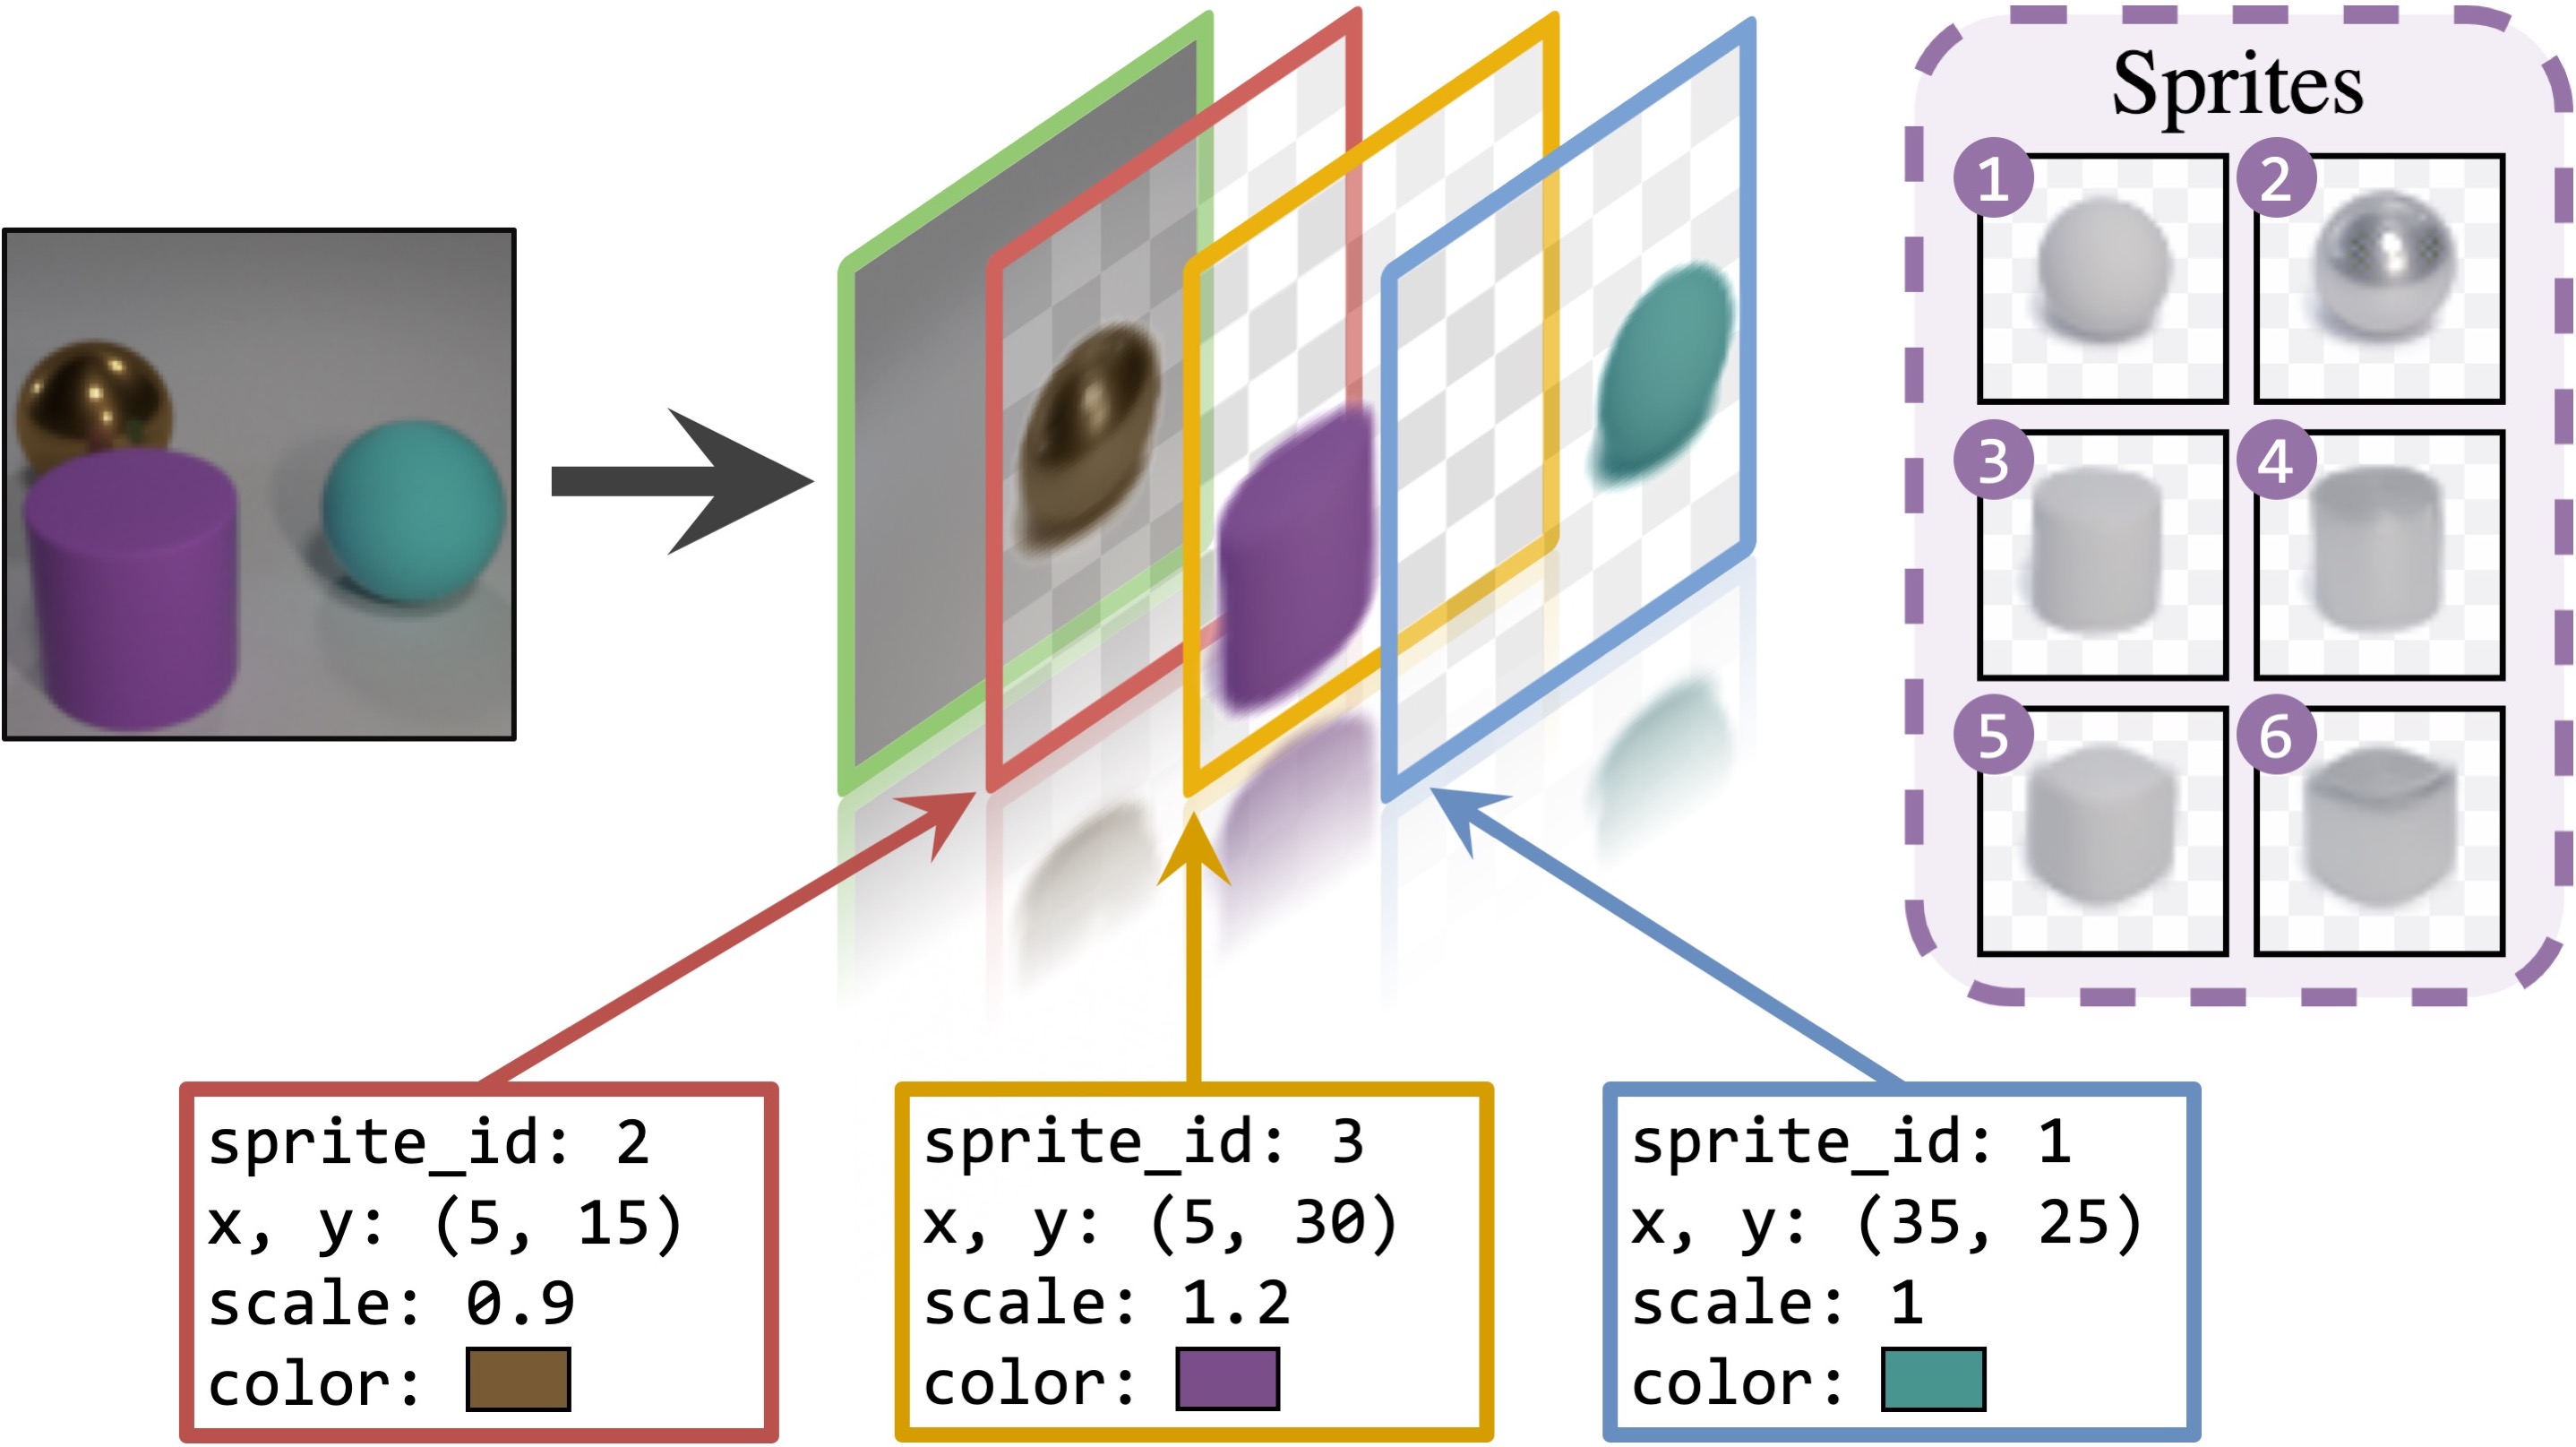 Sprites
1
2
3
4
5
6
sprite_id: 2
x, y: (5, 15)
scale: 0.9
color:
sprite_id: 3
x, y: (5, 30)
scale: 1.2
color:
sprite_id: 1
x, y: (35, 25)
scale: 1
color: